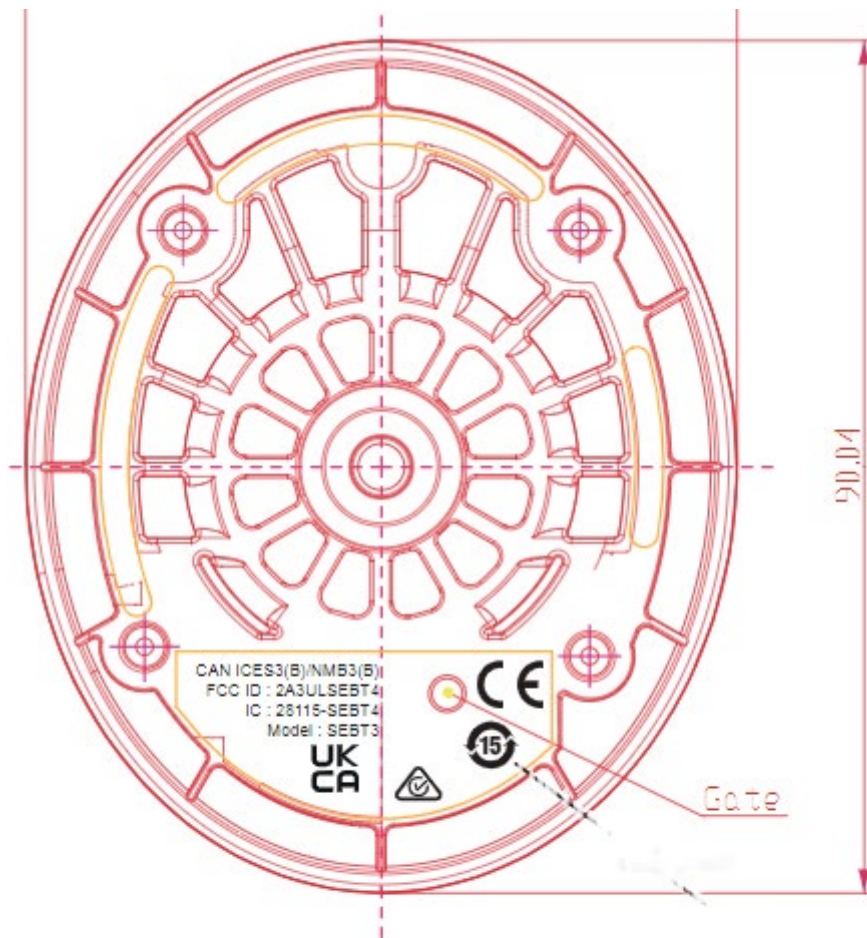 90.04
CAN ICES3(B)/NMB3(B)
FCC ID : 2A3ULSEBT4
IC : 28115-SEBT4
Model : SEBT3
CE
15
UK
CA
Gate